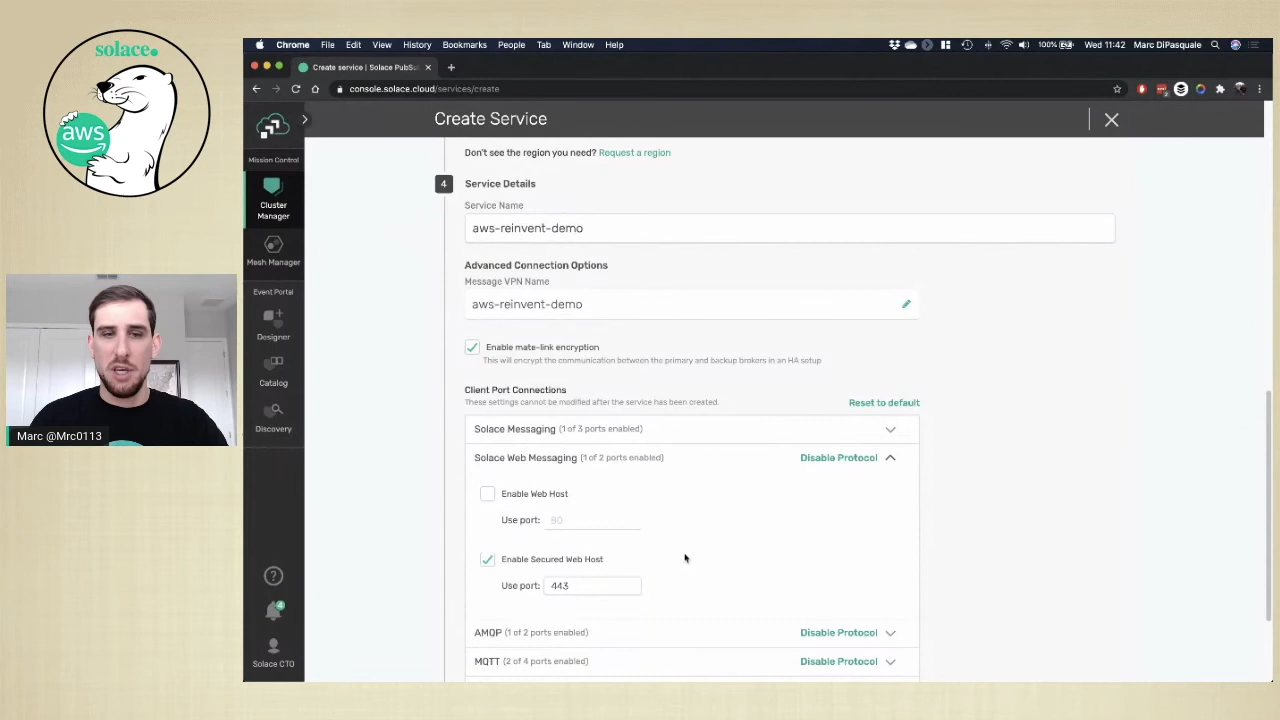 solace.
aws
Marc @Mrc0113
Chrome File Edit View History Bookmarks People Tab Window Help 100% Wed 11:42 Marc DiPasquale
Create service | Solace PubSu
console.solace.cloud/services/create
Create Service
Mission Control
Cluster
Manager
Mesh Manager
Event Portal
Designer
Catalog
Discovery
4
Solace CTO
Don't see the region you need? Request a region
4 Service Details
Service Name
aws-reinvent-demo
Advanced Connection Options
Message VPN Name
aws-reinvent-demo
Enable mate-link encryption
This will encrypt the communication between the primary and backup brokers in an HA setup
Client Port Connections
These settings cannot be modified after the service has been created. Reset to default
Solace Messaging (1 of 3 ports enabled)
Solace Web Messaging (1 of 2 ports enabled) Disable Protocol
Enable Web Host
Use port: 80
Enable Secured Web Host
Use port: 443
AMQP (1 of 2 ports enabled) Disable Protocol
MQTT (2 of 4 ports enabled) Disable Protocol